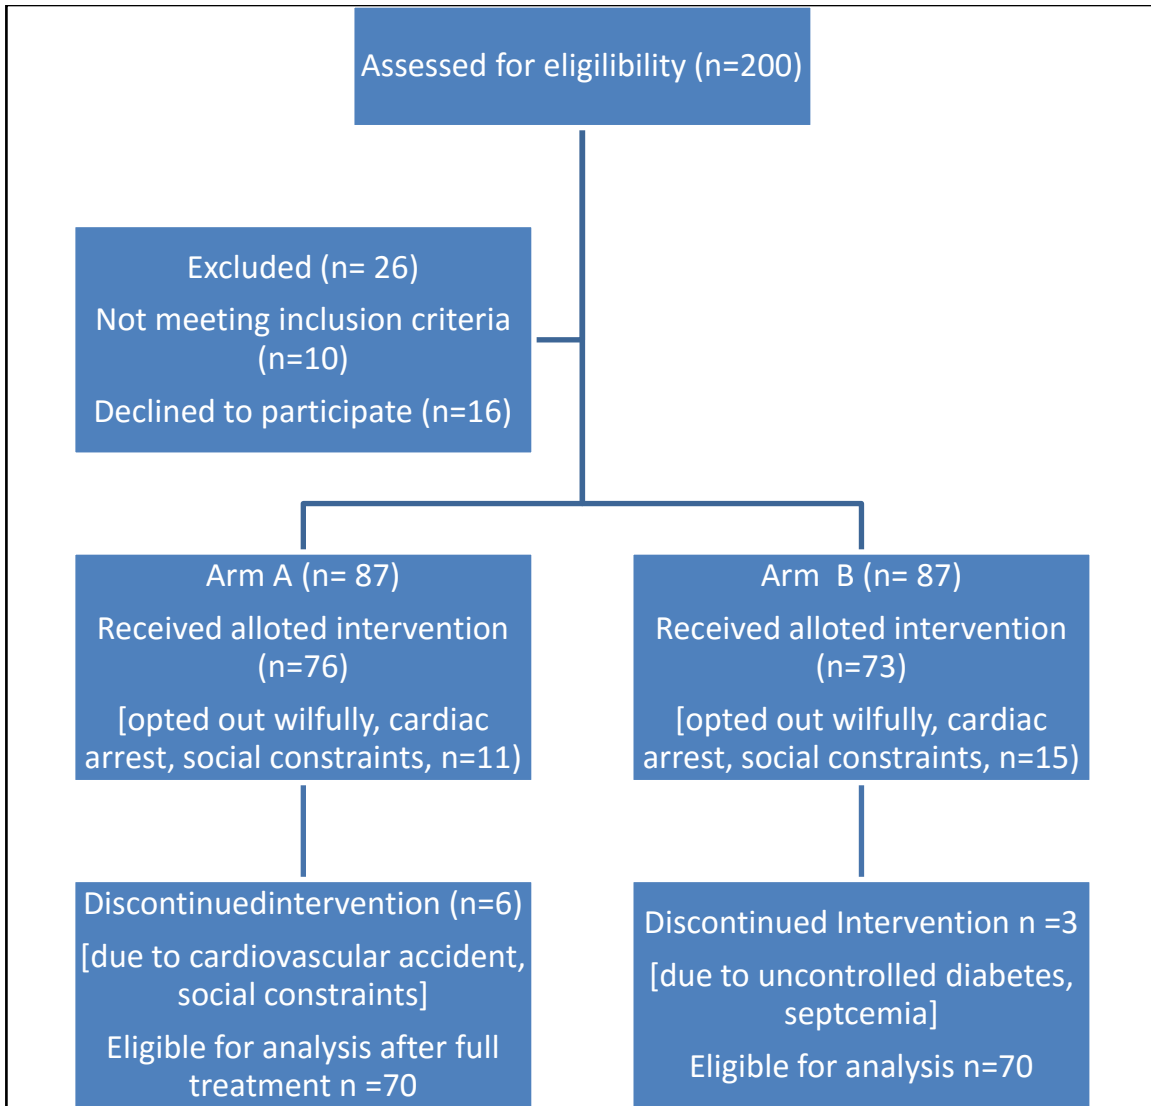 Assessed for eligilibility (n=200)
Excluded (n= 26)
Not meeting inclusion criteria
(n=10)
Declined to participate (n=16)
Arm A (n= 87)
Received alloted intervention
(n=76)
[opted out wilfully, cardiac
arrest, social constraints, n=11)
Arm  B (n= 87)
Received alloted intervention
(n=73)
[opted out wilfully, cardiac
arrest, social constraints, n=15)
Discontinuedintervention (n=6)
[due to cardiovascular accident,
social constraints]
Eligible for analysis after full
treatment n =70
Discontinued Intervention n =3
[due to uncontrolled diabetes,
septcemia]
Eligible for analysis n=70